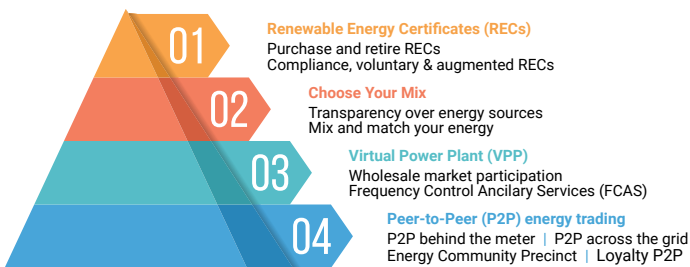 01
Renewable Energy Certificates (RECs)
Purchase and retire RECs
Compliance, voluntary & augmented RECs
02
Choose Your Mix
Transparency over energy sources
Mix and match your energy
03
Virtual Power Plant (VPP)
Wholesale market participation
Frequency Control Ancilary Services (FCAS)
04
Peer-to-Peer (P2P) energy trading
P2P behind the meter | P2P across the grid
Energy Community Precinct | Loyalty P2P